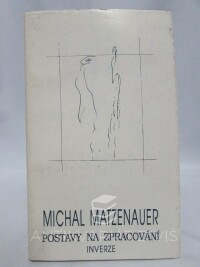 MICHAL MATZENAUER
POSTAVY NA ZPRACOVÁNÍ
INVERZE